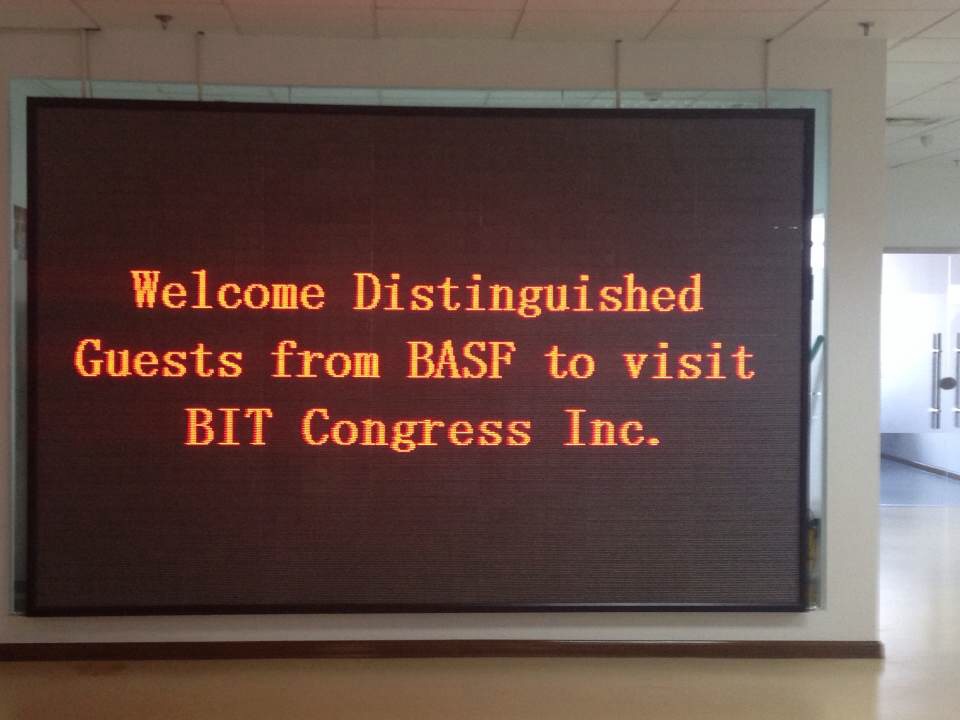 Welcome Distinguished
Guests from BASF to visit
BIT Congress Inc.